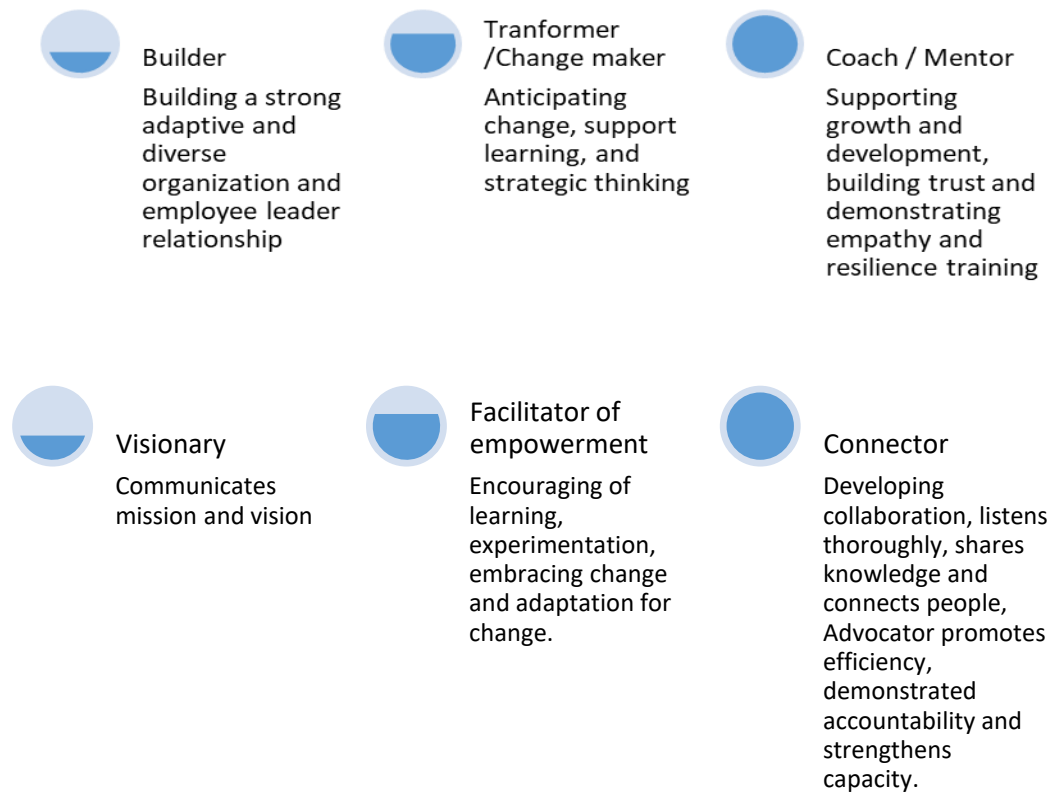 Builder
Building a strong
adaptive and
diverse
organization and
employee leader
relationship
Tranformer
/Change maker
Anticipating
change, support
learning, and
strategic thinking
Coach / Mentor
Supporting
growth and
development,
building trust and
demonstrating
empathy and
resilience training
Visionary
Communicates
mission and vision
Facilitator of
empowerment
Encouraging of
learning,
experimentation,
embracing change
and adaptation for
change.
Connector
Developing
collaboration, listens
thoroughly, shares
knowledge and
connects people,
Advocator promotes
efficiency,
demonstrated
accountability and
strengthens
capacity.